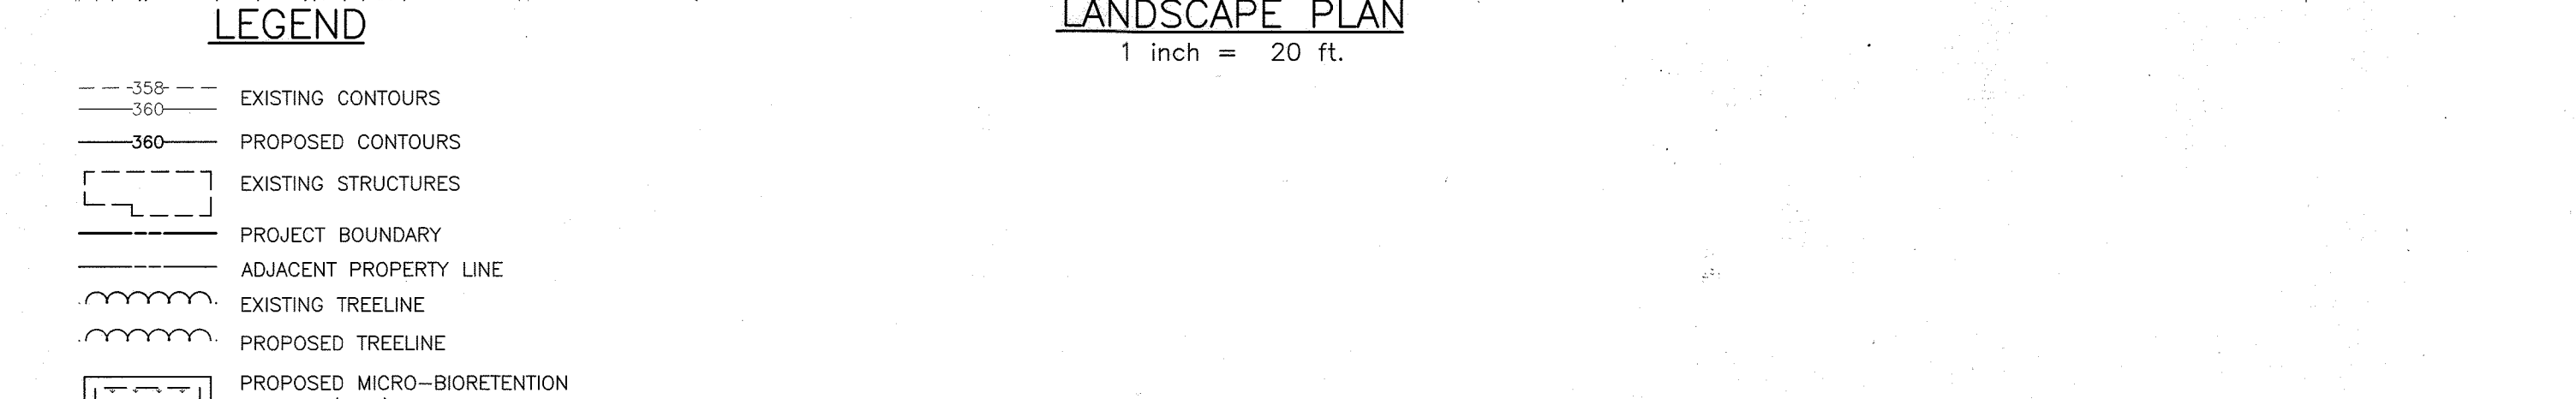 LEGEND
358
360
EXISTING CONTOURS
360
PROPOSED CONTOURS
EXISTING STRUCTURES
PROJECT BOUNDARY
ADJACENT PROPERTY LINE
EXISTING TREELINE
PROPOSED TREELINE
PROPOSED MICRO-BIORETENTION
LANDSCAPE PLAN
1 inch = 20 ft.